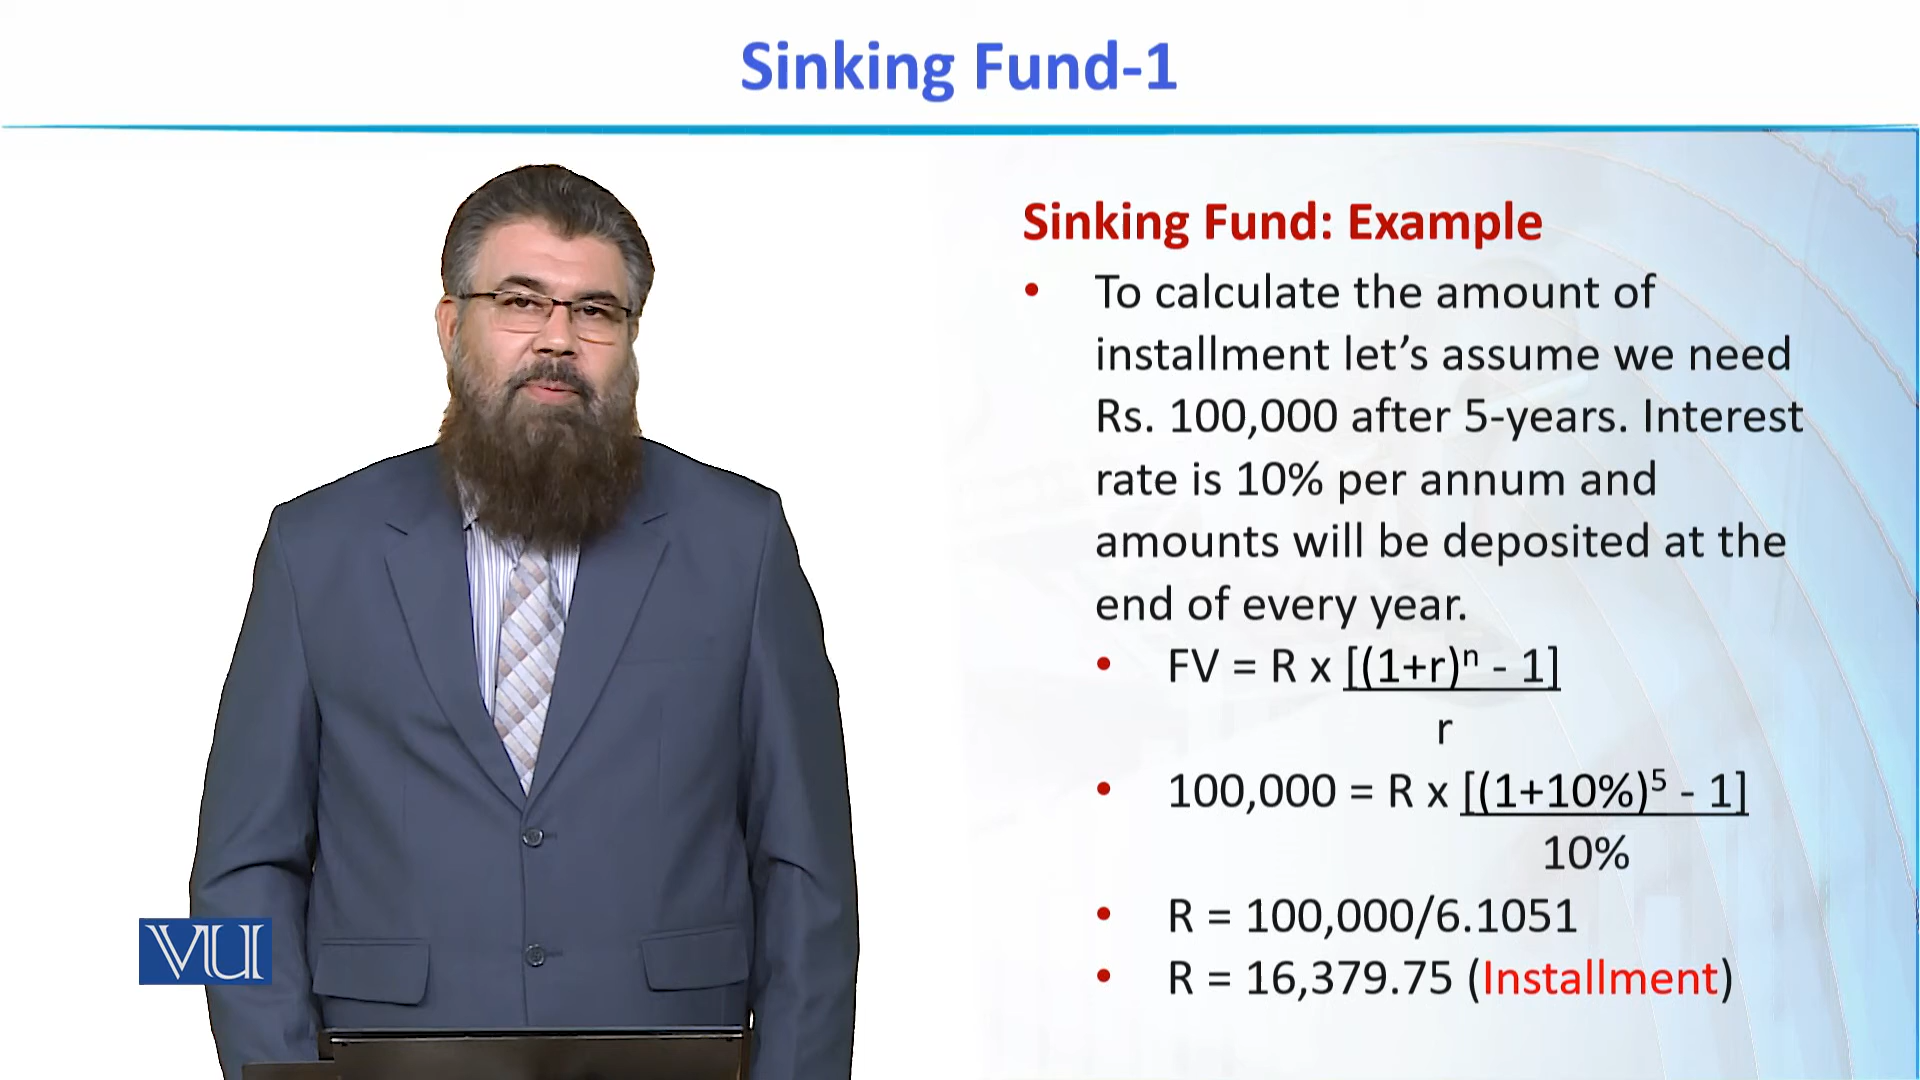 Sinking Fund-1
Sinking Fund: Example
• To calculate the amount of
installment let’s assume we need
Rs. 100,000 after 5-years. Interest
rate is 10% per annum and
amounts will be deposited at the
end of every year.
• FV = R x [(1+r)ⁿ - 1]
r
• 100,000 = R x [(1+10%)⁵ - 1]
10%
• R = 100,000/6.1051
• R = 16,379.75 (Installment)
VU